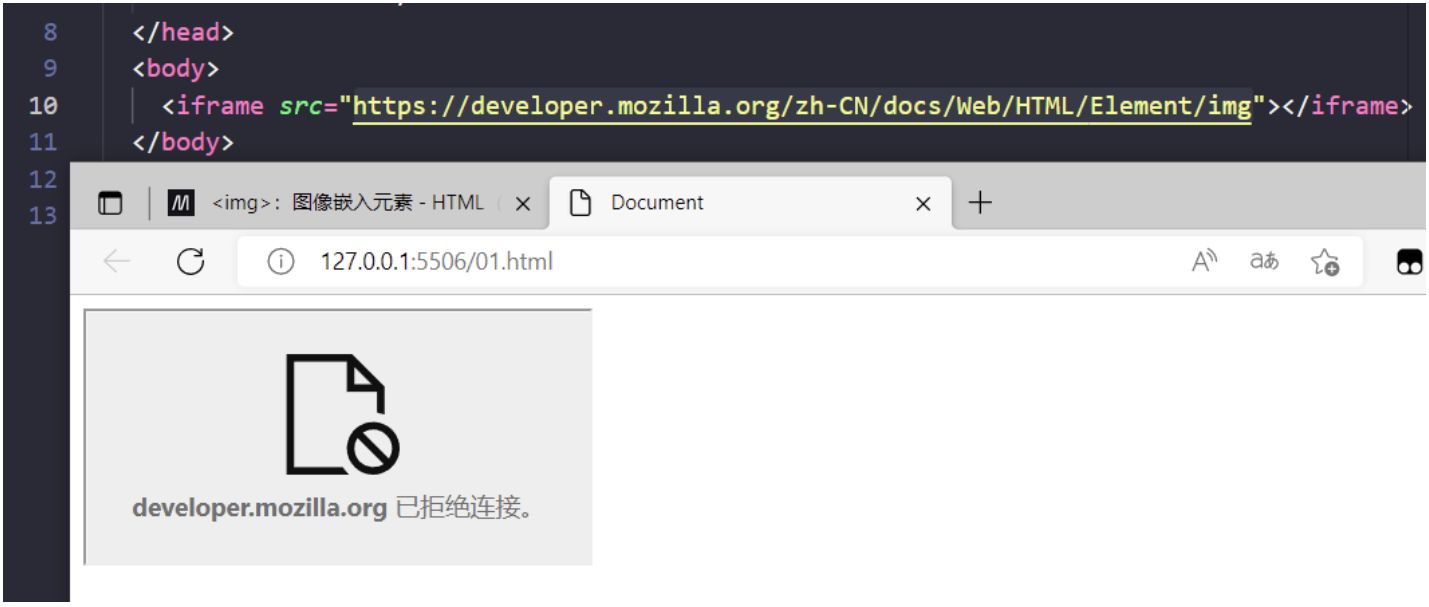 8 </head>
9 <body>
10 <iframe src="https://developer.mozilla.org/zh-CN/docs/Web/HTML/Element/img"></iframe>
11 </body>
12
13
<img>：图像嵌入元素 - HTML
Document
127.0.0.1:5506/01.html
developer.mozilla.org 已拒绝连接。